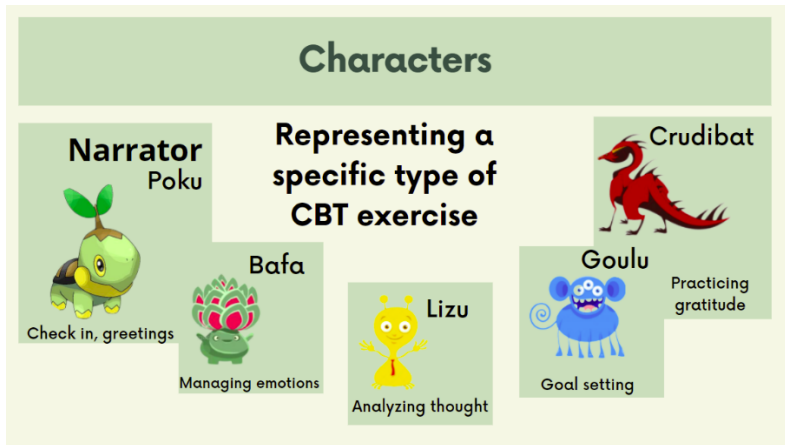 Characters
Narrator
Poku
Check in, greetings
Representing a
specific type of
CBT exercise
Bafa
Managing emotions
Lizu
Analyzing thought
Goulu
Goal setting
Crudibat
Practicing
gratitude